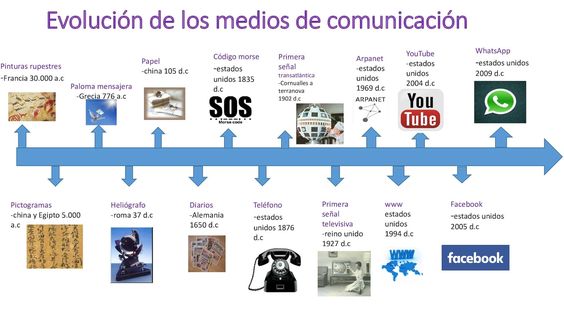 Evolución de los medios de comunicación
Pinturas rupestres
-Francia 30.000 a.c
Paloma mensajera
-Grecia 776 a.c
Papel
-china 105 d.c
Código morse
-estados
unidos 1835
d.c
SOS
Morse code
Primera
señal
transatlántica
-Cornualles a
terranova
1902 d.c
Arpanet
-estados
unidos
1969 d.c
ARPANET
YouTube
-estados
unidos
2004 d.c
You
Tube
WhatsApp
-estados unidos
2009 d.c
Pictogramas
-china y Egipto 5.000
a.c
Heliógrafo
-roma 37 d.c
Diarios
-Alemania
1650 d.c
Teléfono
-estados
unidos 1876
d.c
Primera
señal
televisiva
-reino unido
1927 d.c
www
estados
unidos
1994 d.c
WWW
Facebook
-estados unidos
2005 d.c
facebook